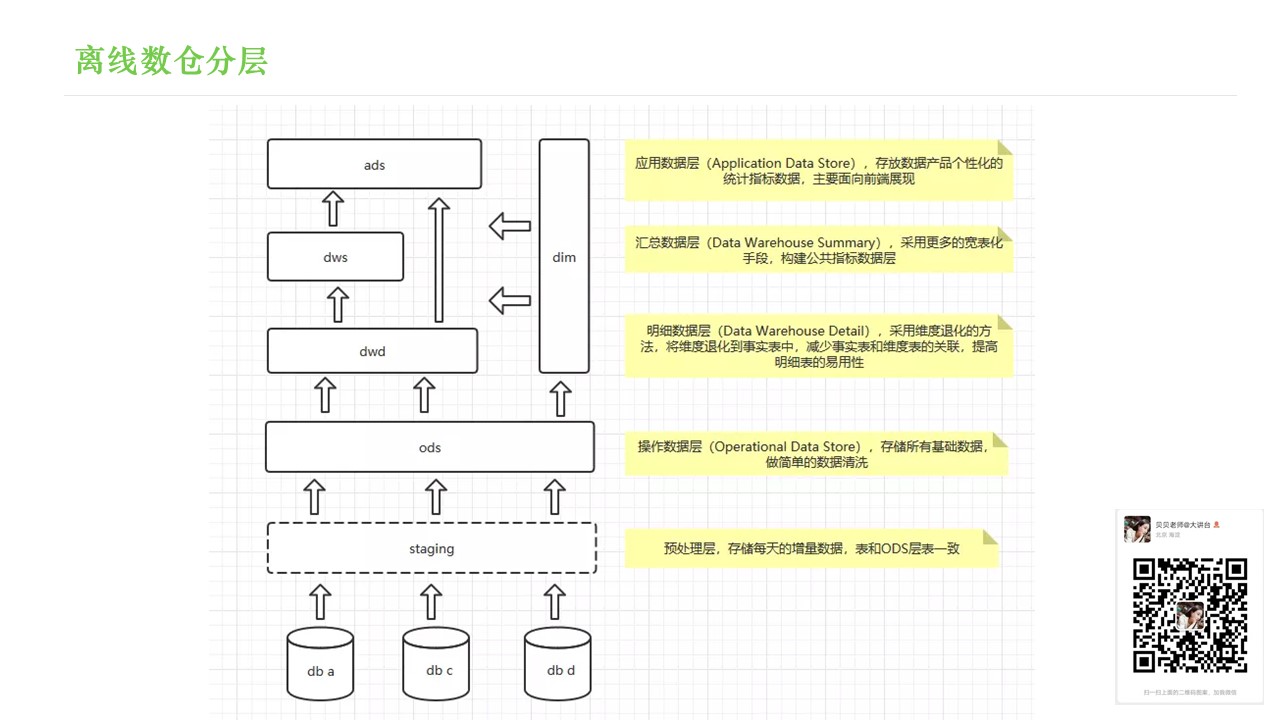 离线数仓分层
ads
应用数据层（Application Data Store），存放数据产品个性化的
统计指标数据，主要面向前端展现
dws
dim
汇总数据层（Data Warehouse Summary），采用更多的宽表化
手段，构建公共指标数据层
dwd
明细数据层（Data Warehouse Detail），采用维度退化的方
法，将维度退化到事实表中，减少事实表和维度表的关联，提高
明细表的易用性
ods
操作数据层（Operational Data Store），存储所有基础数据，
做简单的数据清洗
staging
预处理层，存储每天的增量数据，表和ODS层表一致
db a
db c
db d
贝贝老师@大讲台
北京 海淀
扫一扫上面的二维码图案，加我微信